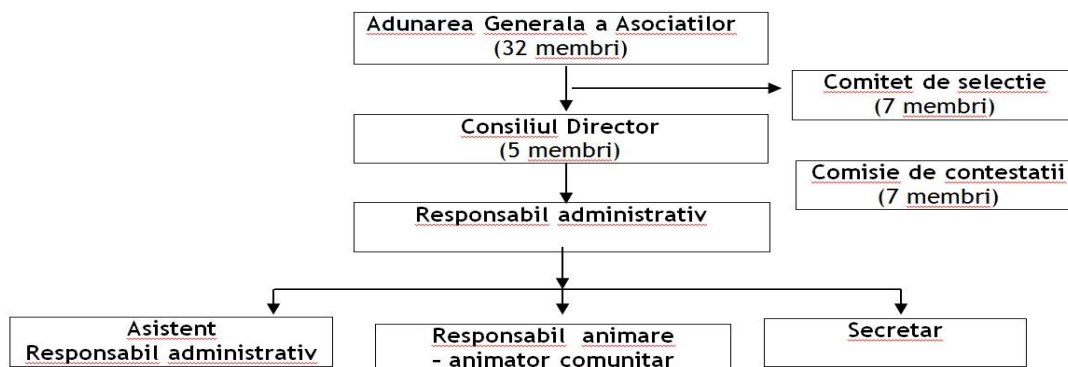 Adunarea Generala a Asociatilor
(32 membri)
Comitet de selectie
(7 membri)
Consiliul Director
(5 membri)
Comisie de contestatii
(7 membri)
Responsabil administrativ
Asistent
Responsabil administrativ
Responsabil animare
- animator comunitar
Secretar